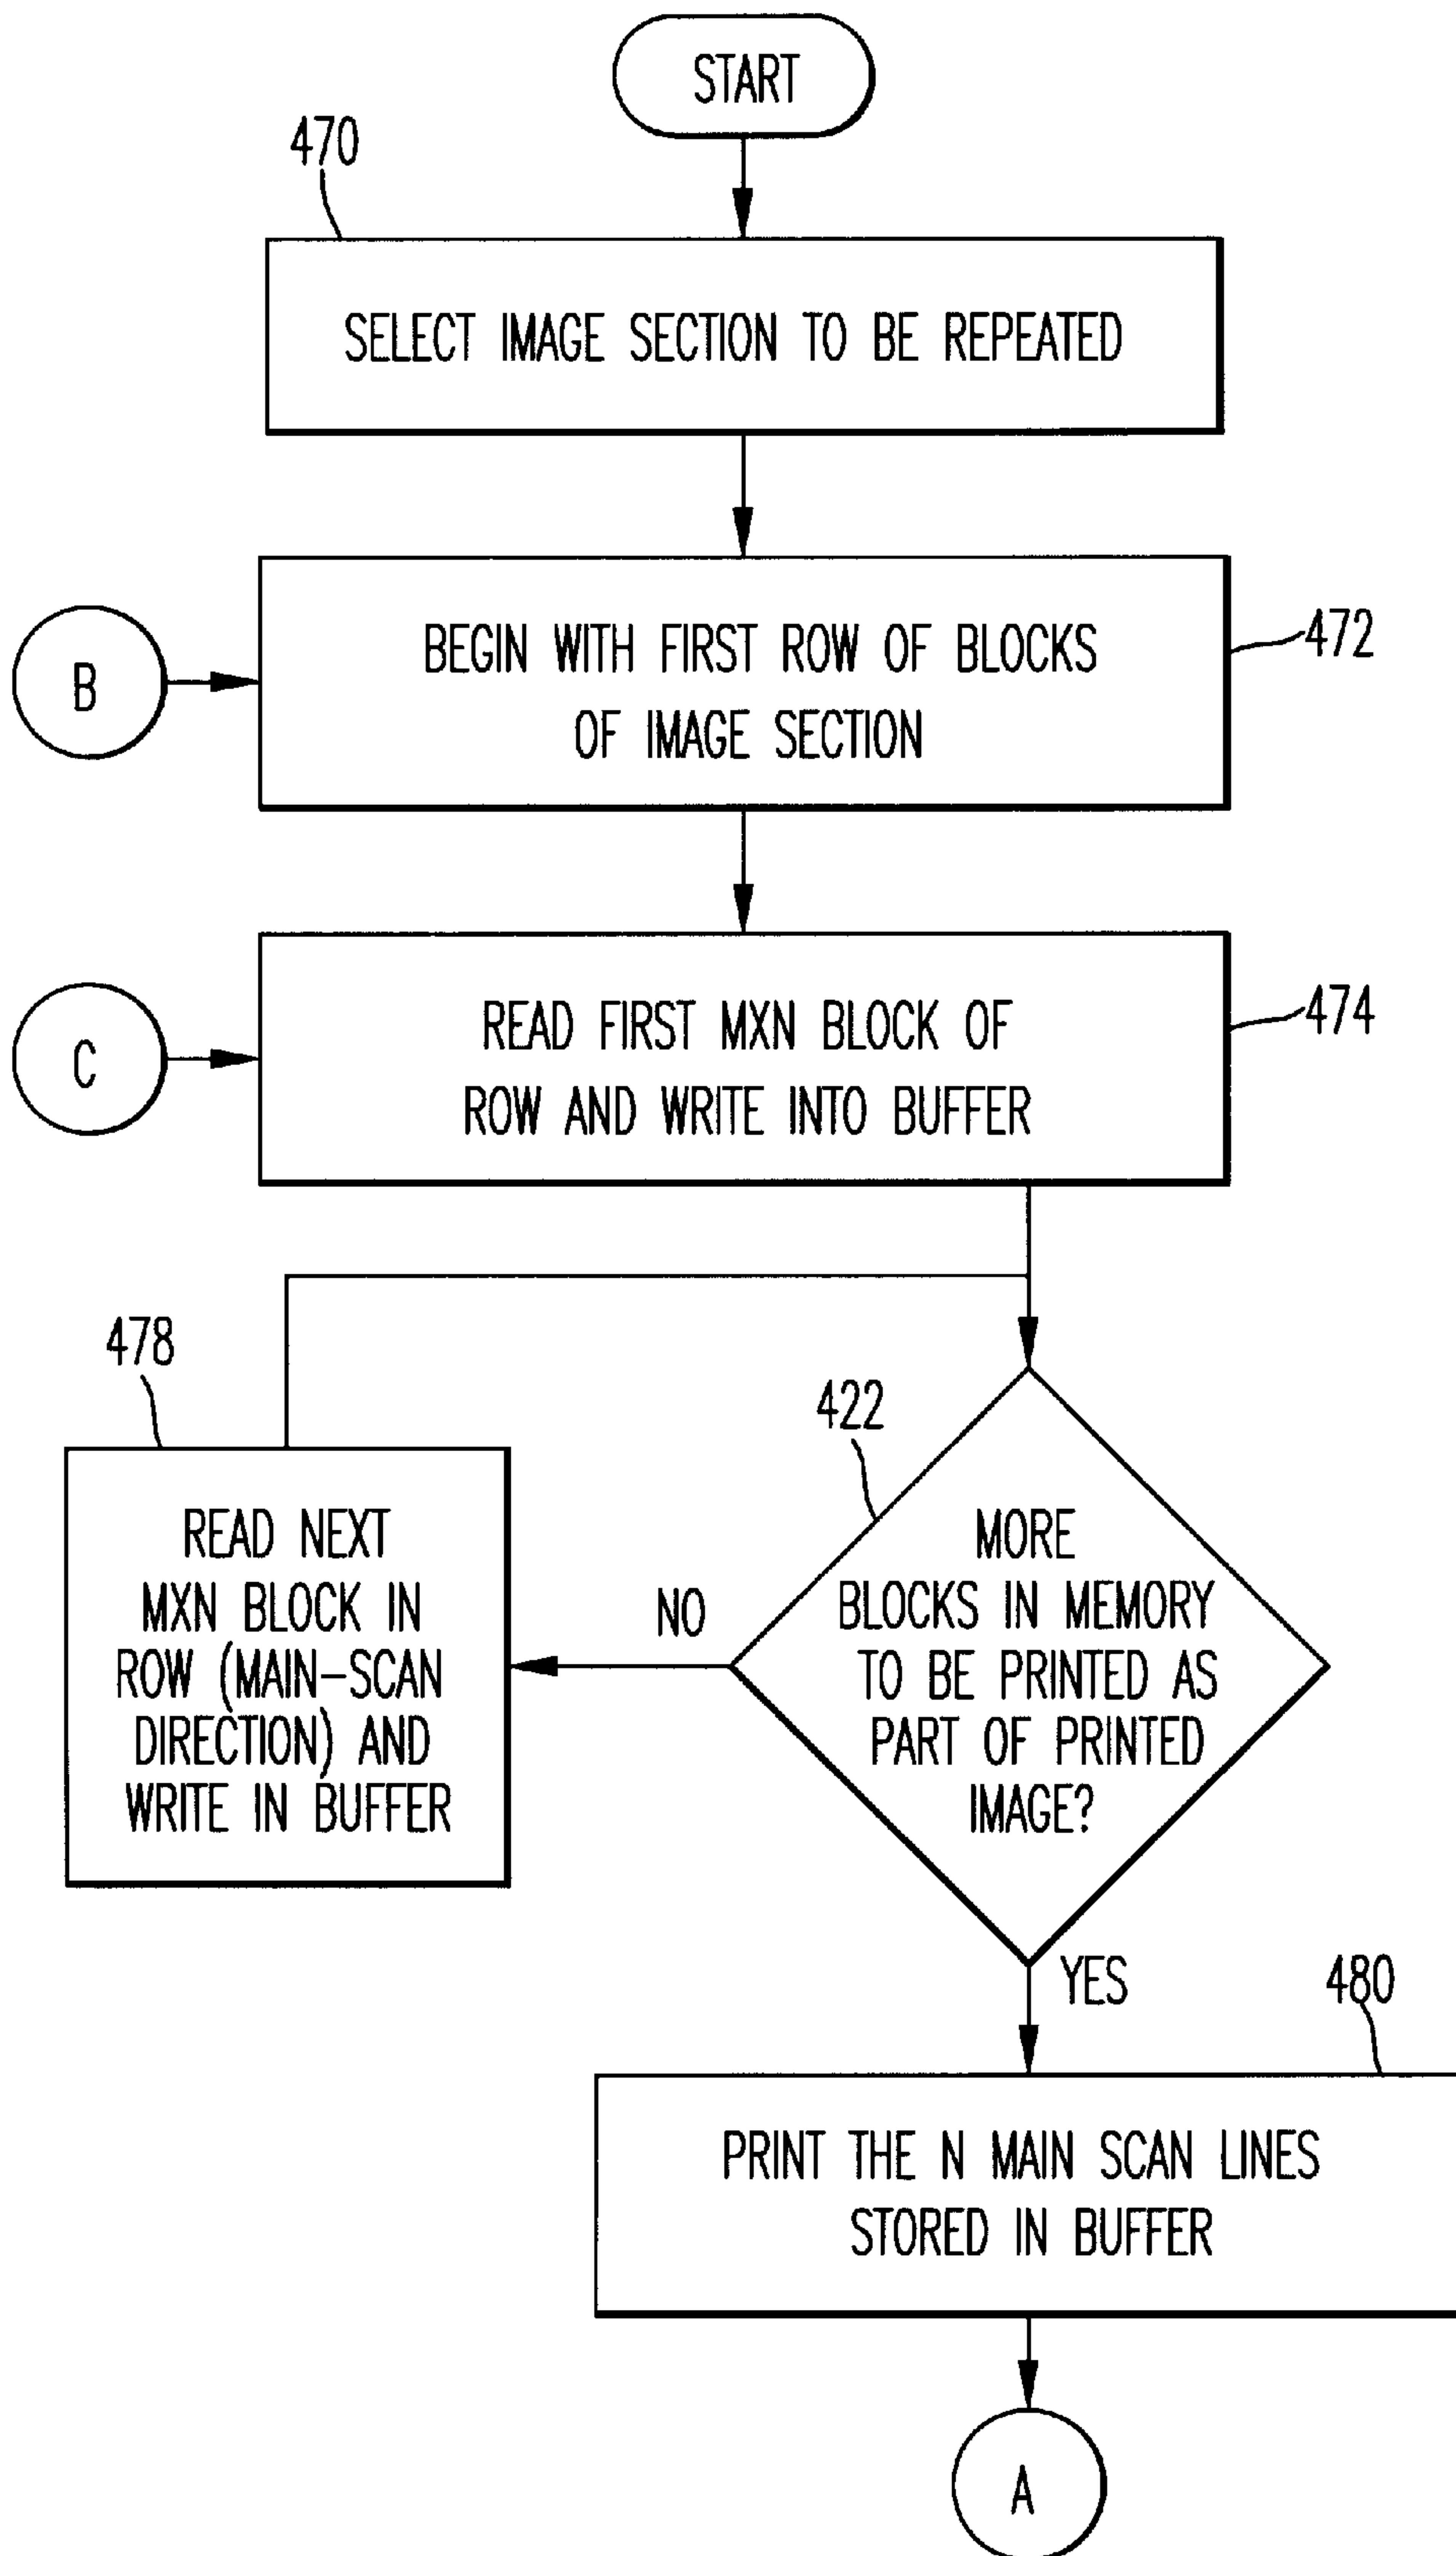 START
470
SELECT IMAGE SECTION TO BE REPEATED
B
BEGIN WITH FIRST ROW OF BLOCKS
OF IMAGE SECTION
472
C
READ FIRST MXN BLOCK OF
ROW AND WRITE INTO BUFFER
474
478
READ NEXT
MXN BLOCK IN
ROW (MAIN-SCAN
DIRECTION) AND
WRITE IN BUFFER
NO
422
MORE
BLOCKS IN MEMORY
TO BE PRINTED AS
PART OF PRINTED
IMAGE?
YES
480
PRINT THE N MAIN SCAN LINES
STORED IN BUFFER
A